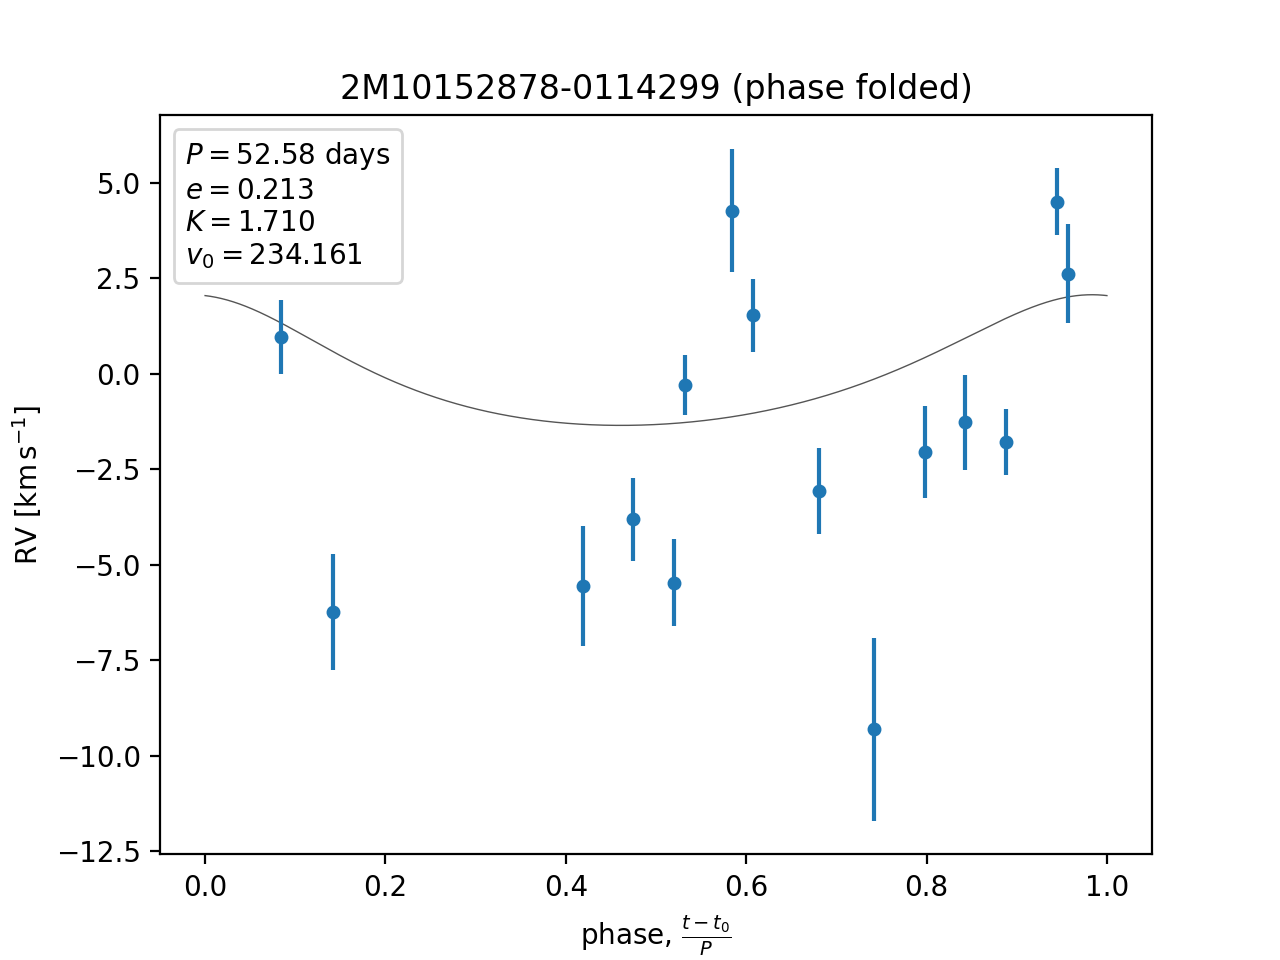 2M10152878-0114299 (phase folded)
P = 52.58 days
e = 0.213
K = 1.710
v₀ = 234.161
5.0
2.5
0.0
−2.5
−5.0
−7.5
−10.0
−12.5
RV [km s⁻¹]
0.0 0.2 0.4 0.6 0.8 1.0
phase, (t − t₀)/P